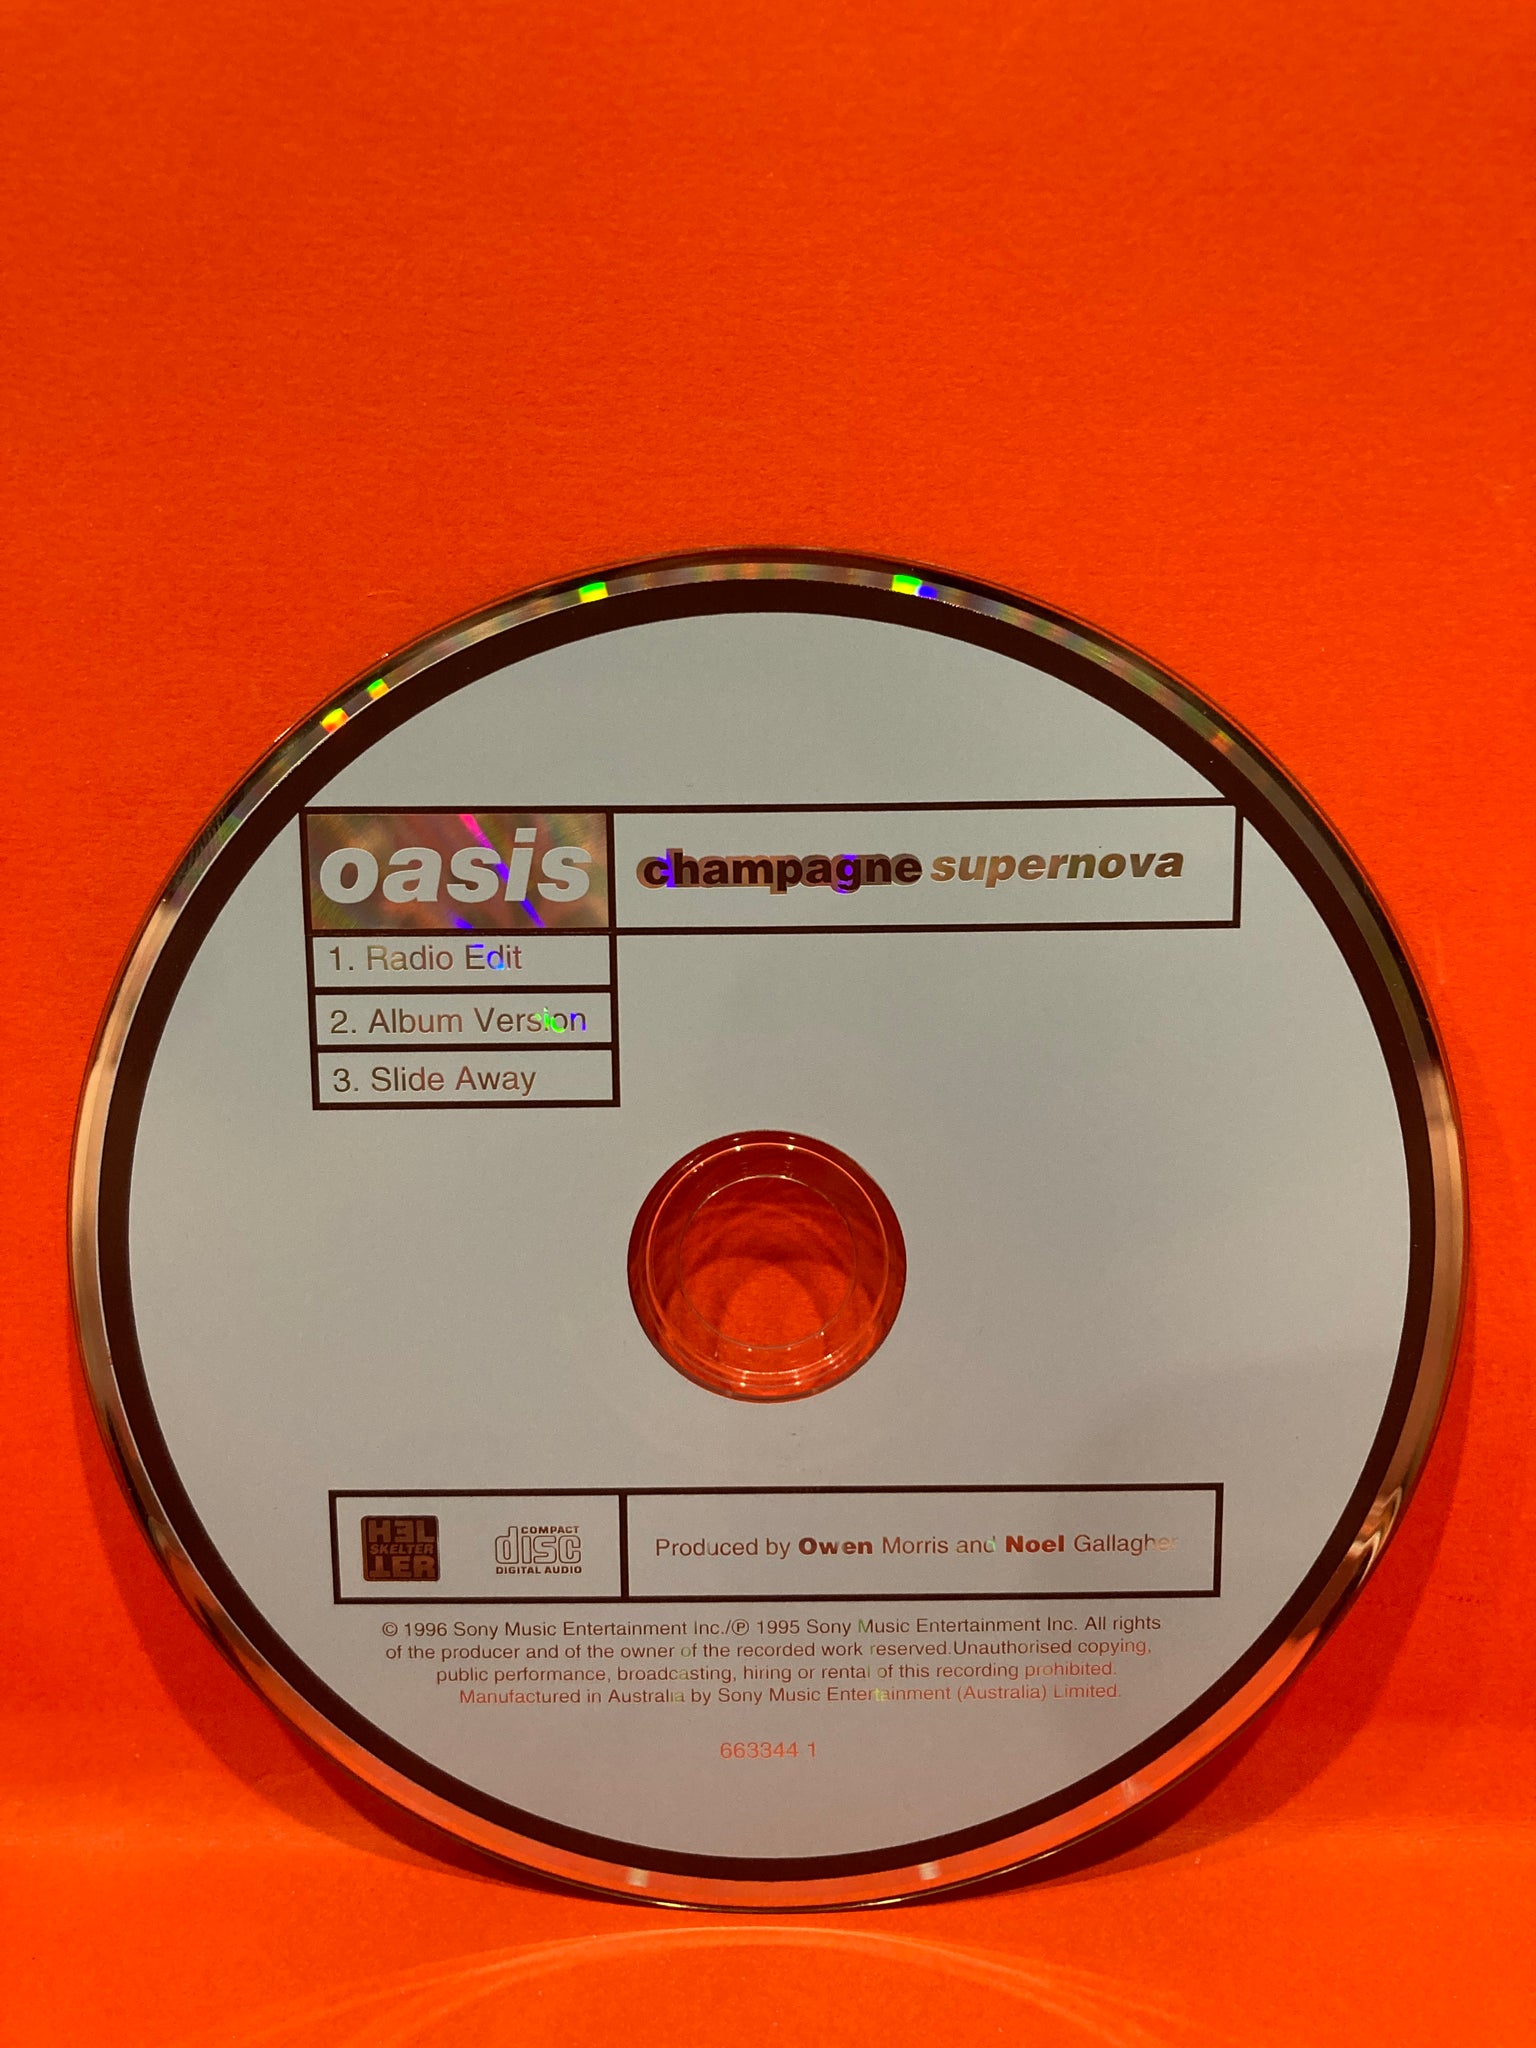 oasis champagne supernova
1. Radio Edit
2. Album Version
3. Slide Away
HEL
SKELTER
TER
COMPACT
disc
DIGITAL AUDIO
Produced by Owen Morris and Noel Gallagher
© 1996 Sony Music Entertainment Inc./℗ 1995 Sony Music Entertainment Inc. All rights
of the producer and of the owner of the recorded work reserved.Unauthorised copying,
public performance, broadcasting, hiring or rental of this recording prohibited.
Manufactured in Australia by Sony Music Entertainment (Australia) Limited.
663344 1